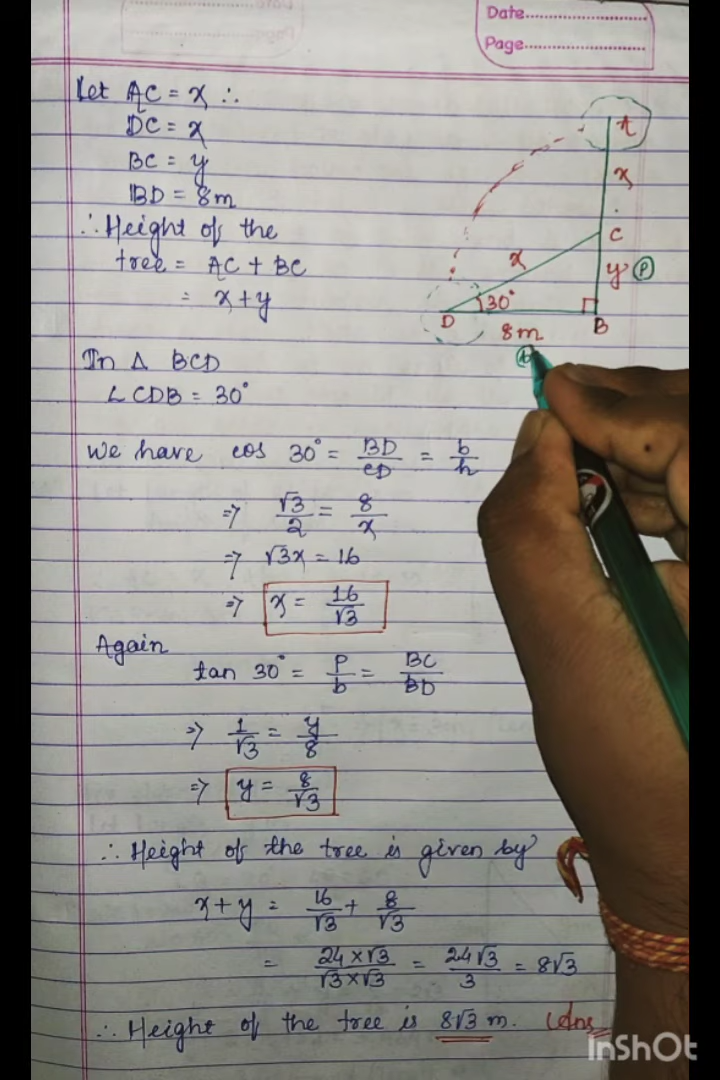 Date
Page
Let AC = x ∴
DC = x
BC = y
BD = 8m
∴ Height of the
tree = AC + BC
= x+y
A
x
C
x
y (P)
30°
D
B
8m
In Δ BCD
∠ CDB = 30°
we have cos 30° = BD/CD = b/h
⇒ √3/2 = 8/x
⇒ √3x = 16
⇒ x = 16/√3
Again
tan 30° = P/b = BC/BD
⇒ 1/√3 = y/8
⇒ y = 8/√3
∴ Height of the tree is given by
x+y = 16/√3 + 8/√3
= 24×√3/√3×√3 = 24√3/3 = 8√3
∴ Height of the tree is 8√3 m. (Ans
InShOt